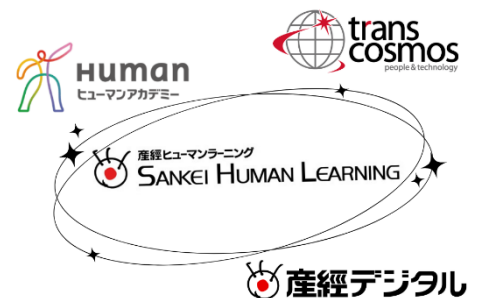 trans
cosmos
people & technology
Human
ヒューマンアカデミー
産経ヒューマンラーニング
SANKEI HUMAN LEARNING
産經デジタル